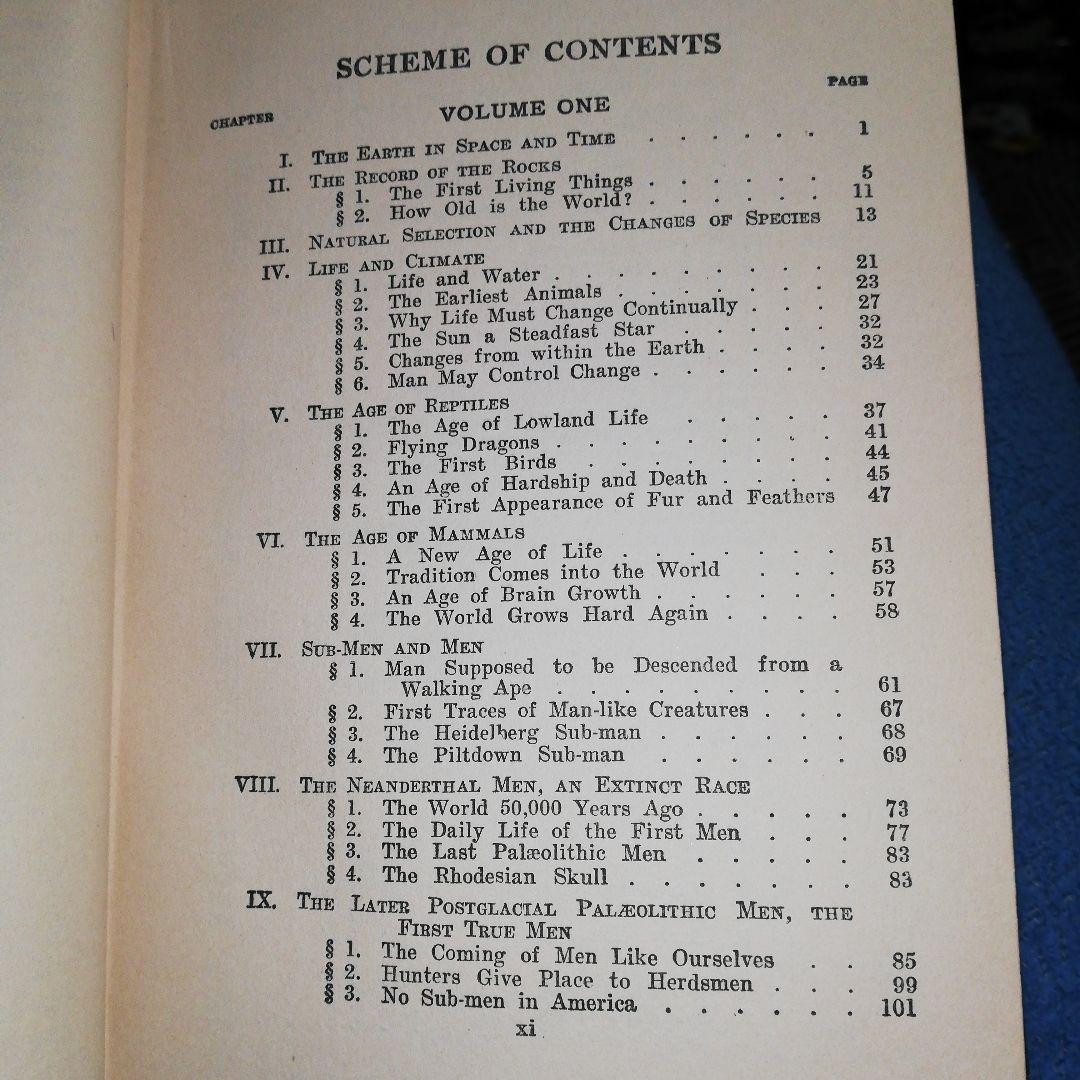 SCHEME OF CONTENTS
PAGE
CHAPTER VOLUME ONE
I. THE EARTH IN SPACE AND TIME . . . . . . 1
II. THE RECORD OF THE ROCKS
§ 1. The First Living Things . . . . . . 5
§ 2. How Old is the World? . . . . . . 11
III. NATURAL SELECTION AND THE CHANGES OF SPECIES 13
IV. LIFE AND CLIMATE
§ 1. Life and Water . . . . . . . . . 21
§ 2. The Earliest Animals . . . . . . . 23
§ 3. Why Life Must Change Continually . . . 27
§ 4. The Sun a Steadfast Star . . . . . 32
§ 5. Changes from within the Earth . . . . 32
§ 6. Man May Control Change . . . . . . 34
V. THE AGE OF REPTILES
§ 1. The Age of Lowland Life . . . . . 37
§ 2. Flying Dragons . . . . . . . . . 41
§ 3. The First Birds . . . . . . . . 44
§ 4. An Age of Hardship and Death . . . . 45
§ 5. The First Appearance of Fur and Feathers 47
VI. THE AGE OF MAMMALS
§ 1. A New Age of Life . . . . . . . 51
§ 2. Tradition Comes into the World . . . 53
§ 3. An Age of Brain Growth . . . . . . 57
§ 4. The World Grows Hard Again . . . . 58
VII. SUB-MEN AND MEN
§ 1. Man Supposed to be Descended from a
Walking Ape . . . . . . . . . 61
§ 2. First Traces of Man-like Creatures . . . 67
§ 3. The Heidelberg Sub-man . . . . . . 68
§ 4. The Piltdown Sub-man . . . . . . 69
VIII. THE NEANDERTHAL MEN, AN EXTINCT RACE
§ 1. The World 50,000 Years Ago . . . . . 73
§ 2. The Daily Life of the First Men . . . 77
§ 3. The Last Palæolithic Men . . . . . 83
§ 4. The Rhodesian Skull . . . . . . . 83
IX. THE LATER POSTGLACIAL PALÆOLITHIC MEN, THE
FIRST TRUE MEN
§ 1. The Coming of Men Like Ourselves . . 85
§ 2. Hunters Give Place to Herdsmen . . . 99
§ 3. No Sub-men in America . . . . . . 101
xi